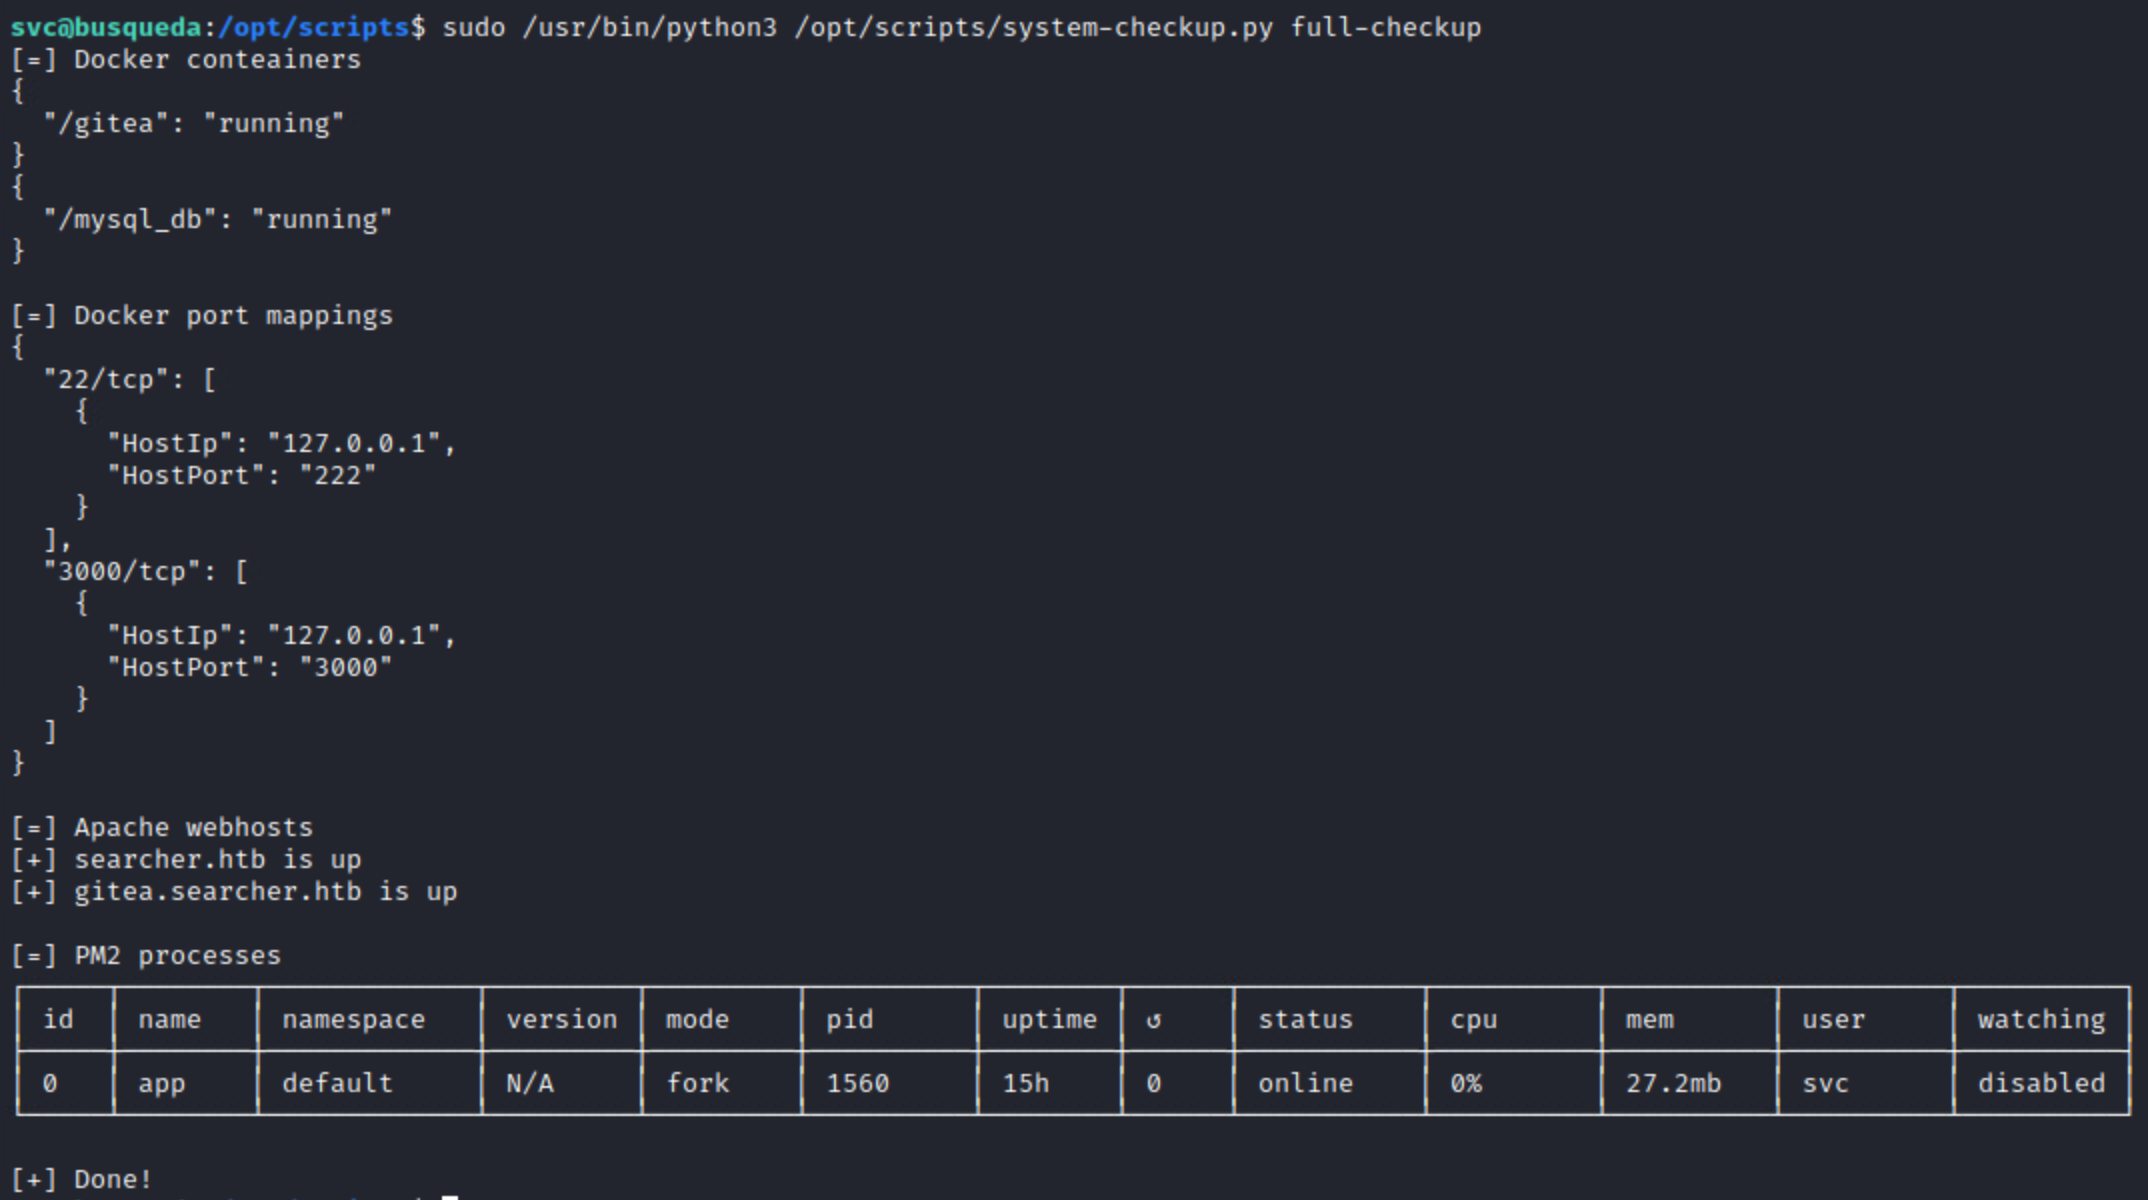 svc@busqueda:/opt/scripts$ sudo /usr/bin/python3 /opt/scripts/system-checkup.py full-checkup
[=] Docker conteainers
{
  "/gitea": "running"
}
{
  "/mysql_db": "running"
}

[=] Docker port mappings
{
  "22/tcp": [
    {
      "HostIp": "127.0.0.1",
      "HostPort": "222"
    }
  ],
  "3000/tcp": [
    {
      "HostIp": "127.0.0.1",
      "HostPort": "3000"
    }
  ]
}

[=] Apache webhosts
[+] searcher.htb is up
[+] gitea.searcher.htb is up

[=] PM2 processes
id name namespace version mode pid uptime ↺ status cpu mem user watching
0 app default N/A fork 1560 15h 0 online 0% 27.2mb svc disabled

[+] Done!